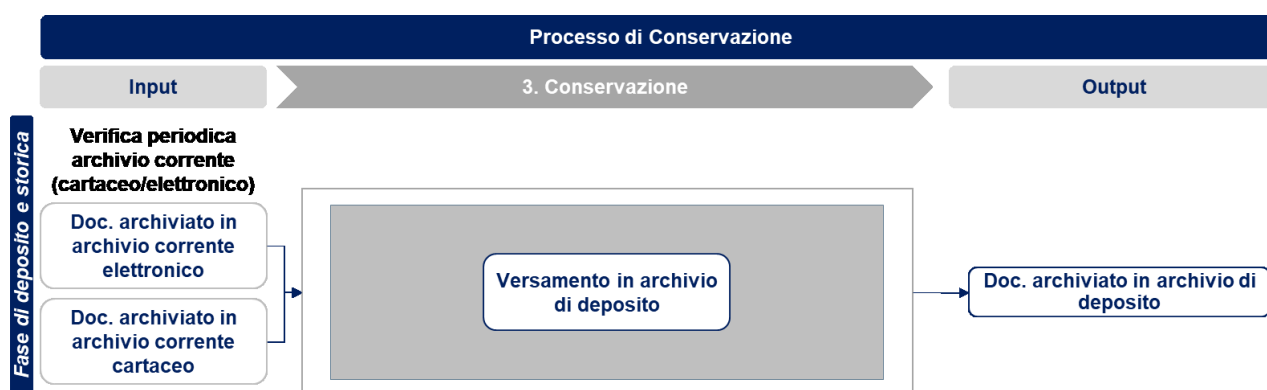 Processo di Conservazione
Input
3. Conservazione
Output
Fase di deposito e storica
Verifica periodica
archivio corrente
(cartaceo/elettronico)
Doc. archiviato in
archivio corrente
elettronico
Doc. archiviato in
archivio corrente
cartaceo
Versamento in archivio
di deposito
Doc. archiviato in archivio di
deposito